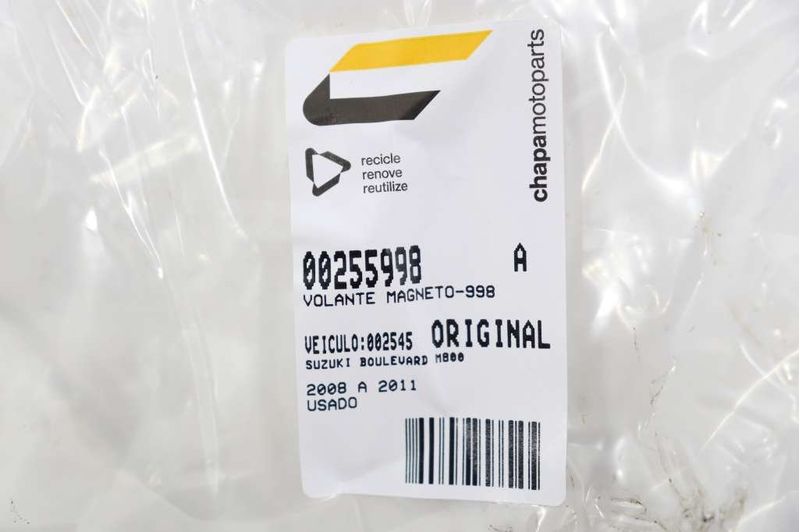 chapamotoparts
recicle
renove
reutilize
00255998 A
VOLANTE MAGNETO-998
VEICULO:002545 ORIGINAL
SUZUKI BOULEVARD M800
2008 A 2011
USADO